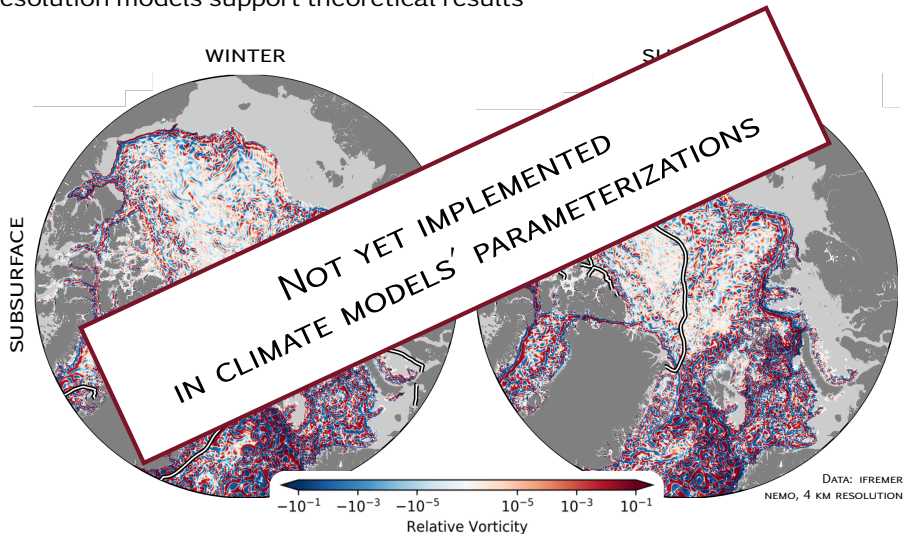 resolution models support theoretical results
WINTER
SUBSURFACE
NOT YET IMPLEMENTED
IN CLIMATE MODELS' PARAMETERIZATIONS
−10⁻¹ −10⁻³ −10⁻⁵ 10⁻⁵ 10⁻³ 10⁻¹
Relative Vorticity
DATA: IFREMER
NEMO, 4 KM RESOLUTION